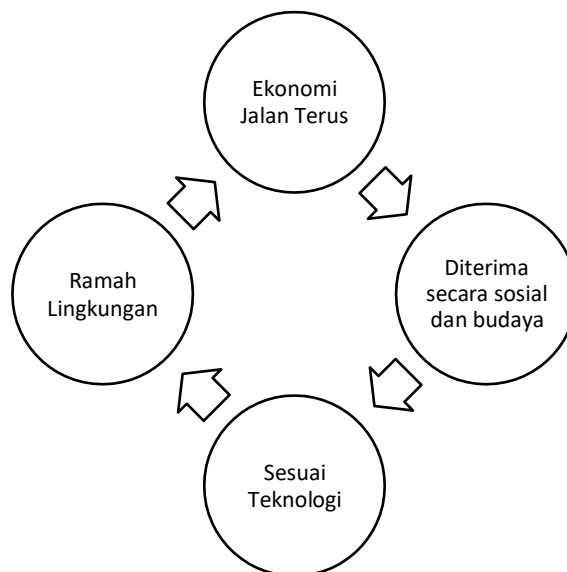 Ekonomi
Jalan Terus
Diterima
secara sosial
dan budaya
Sesuai
Teknologi
Ramah
Lingkungan